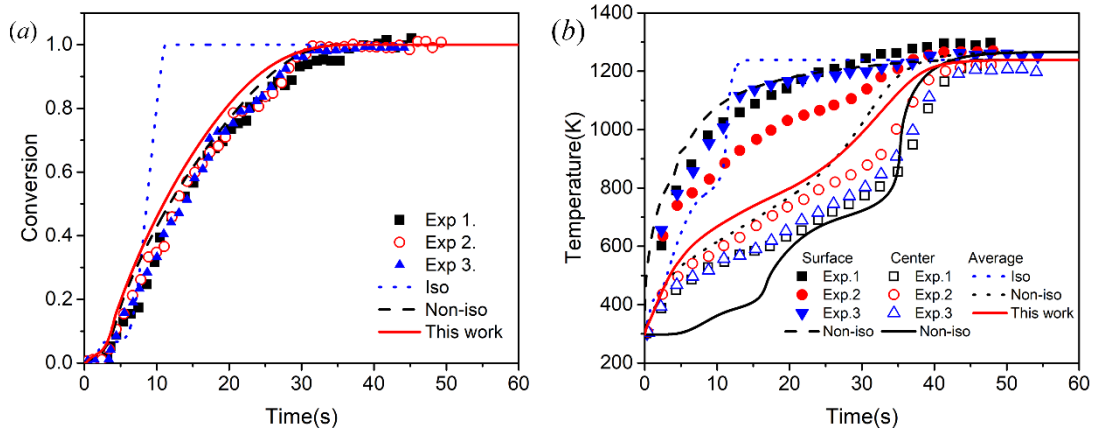 (a)
1.0
0.8
0.6
0.4
0.2
0.0
Conversion
Exp 1.
Exp 2.
Exp 3.
Iso
Non-iso
This work
0 10 20 30 40 50 60
Time(s)
(b)
1400
1200
1000
800
600
400
200
Temperature(K)
Surface Center Average
Exp.1 Exp.1 Iso
Exp.2 Exp.2 Non-iso
Exp.3 Exp.3 This work
Non-iso Non-iso
0 10 20 30 40 50 60
Time(s)